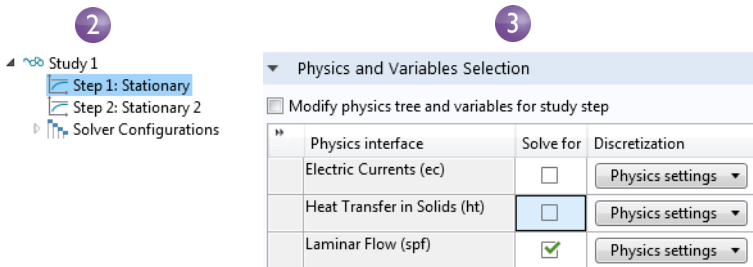 2
3
Study 1
Step 1: Stationary
Step 2: Stationary 2
Solver Configurations
Physics and Variables Selection
Modify physics tree and variables for study step
Physics interface Solve for Discretization
Electric Currents (ec) Physics settings
Heat Transfer in Solids (ht) Physics settings
Laminar Flow (spf) Physics settings